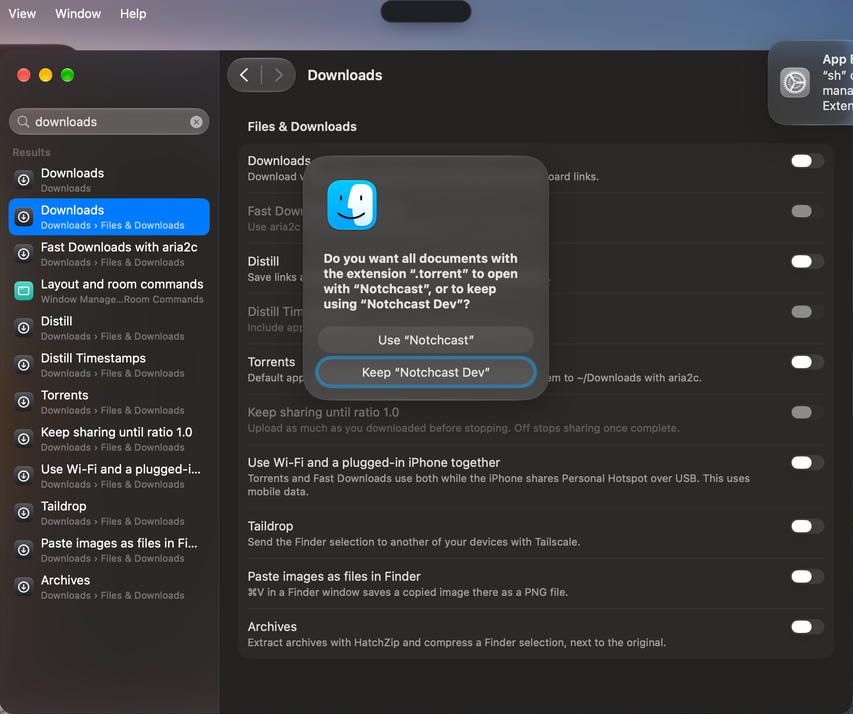 View Window Help
Downloads
App
"sh"
mana
Exten
downloads
Results
Downloads
Downloads
Downloads
Downloads › Files & Downloads
Fast Downloads with aria2c
Downloads › Files & Downloads
Layout and room commands
Window Manage...Room Commands
Distill
Downloads › Files & Downloads
Distill Timestamps
Downloads › Files & Downloads
Torrents
Downloads › Files & Downloads
Keep sharing until ratio 1.0
Downloads › Files & Downloads
Use Wi-Fi and a plugged-i...
Downloads › Files & Downloads
Taildrop
Downloads › Files & Downloads
Paste images as files in Fi...
Downloads › Files & Downloads
Archives
Downloads › Files & Downloads
Files & Downloads
Downloads
Download board links.
Fast Dow
Use aria2c
Distill
Save links
Distill Tim
Include app
Torrents
Default app em to ~/Downloads with aria2c.
Keep sharing until ratio 1.0
Upload as much as you downloaded before stopping. Off stops sharing once complete.
Use Wi-Fi and a plugged-in iPhone together
Torrents and Fast Downloads use both while the iPhone shares Personal Hotspot over USB. This uses
mobile data.
Taildrop
Send the Finder selection to another of your devices with Tailscale.
Paste images as files in Finder
⌘V in a Finder window saves a copied image there as a PNG file.
Archives
Extract archives with HatchZip and compress a Finder selection, next to the original.
Do you want all documents with
the extension “.torrent” to open
with “Notchcast”, or to keep
using “Notchcast Dev”?
Use “Notchcast”
Keep “Notchcast Dev”